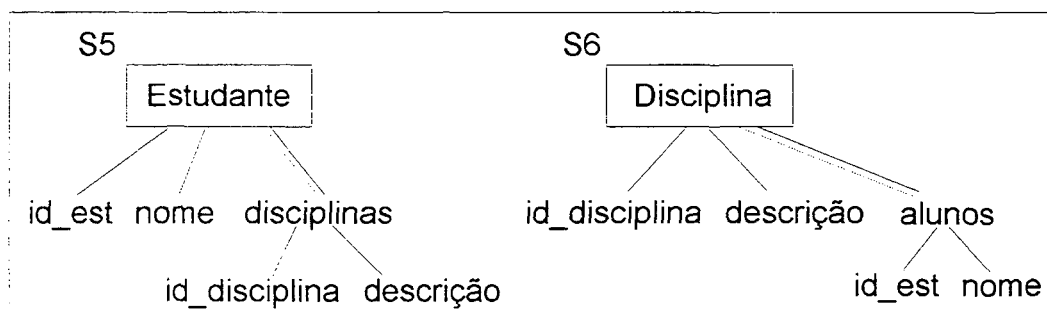 S5 S6
Estudante Disciplina
id_est nome disciplinas id_disciplina descrição alunos
id_disciplina descrição id_est nome